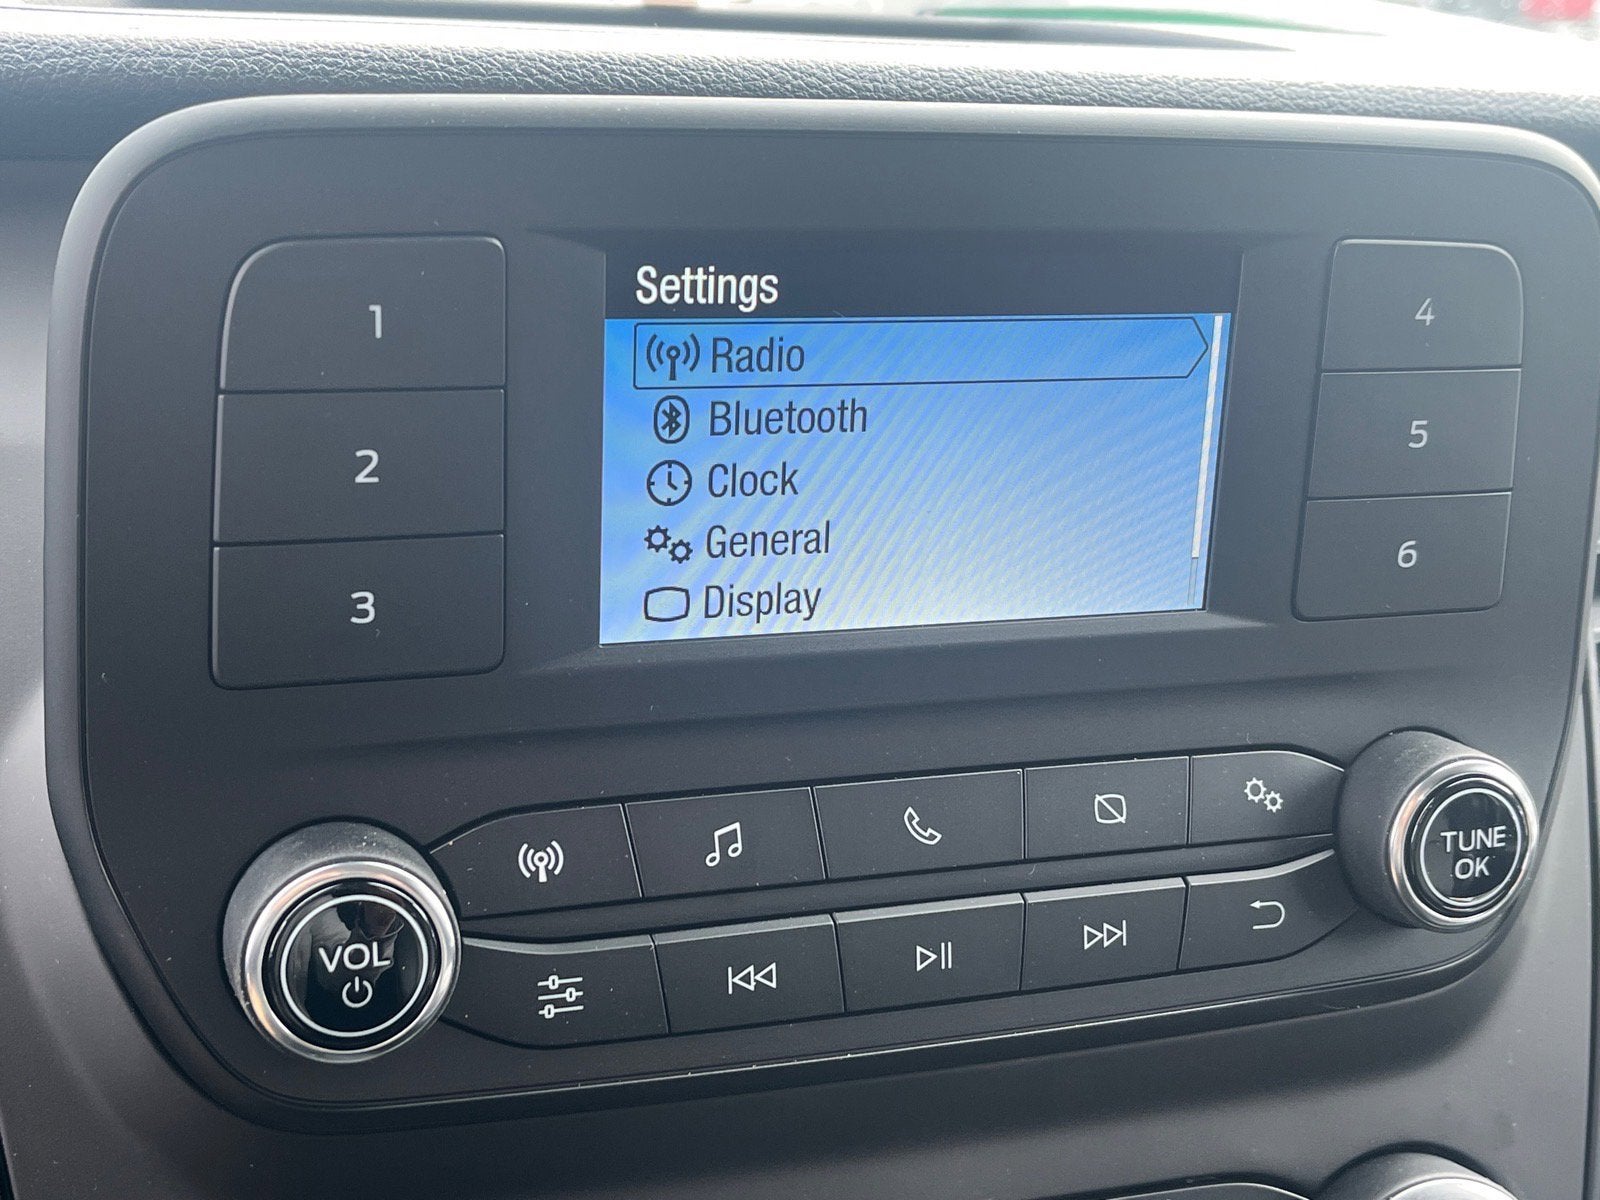 Settings
Radio
Bluetooth
Clock
General
Display
1
2
3
4
5
6
VOL
TUNE
OK